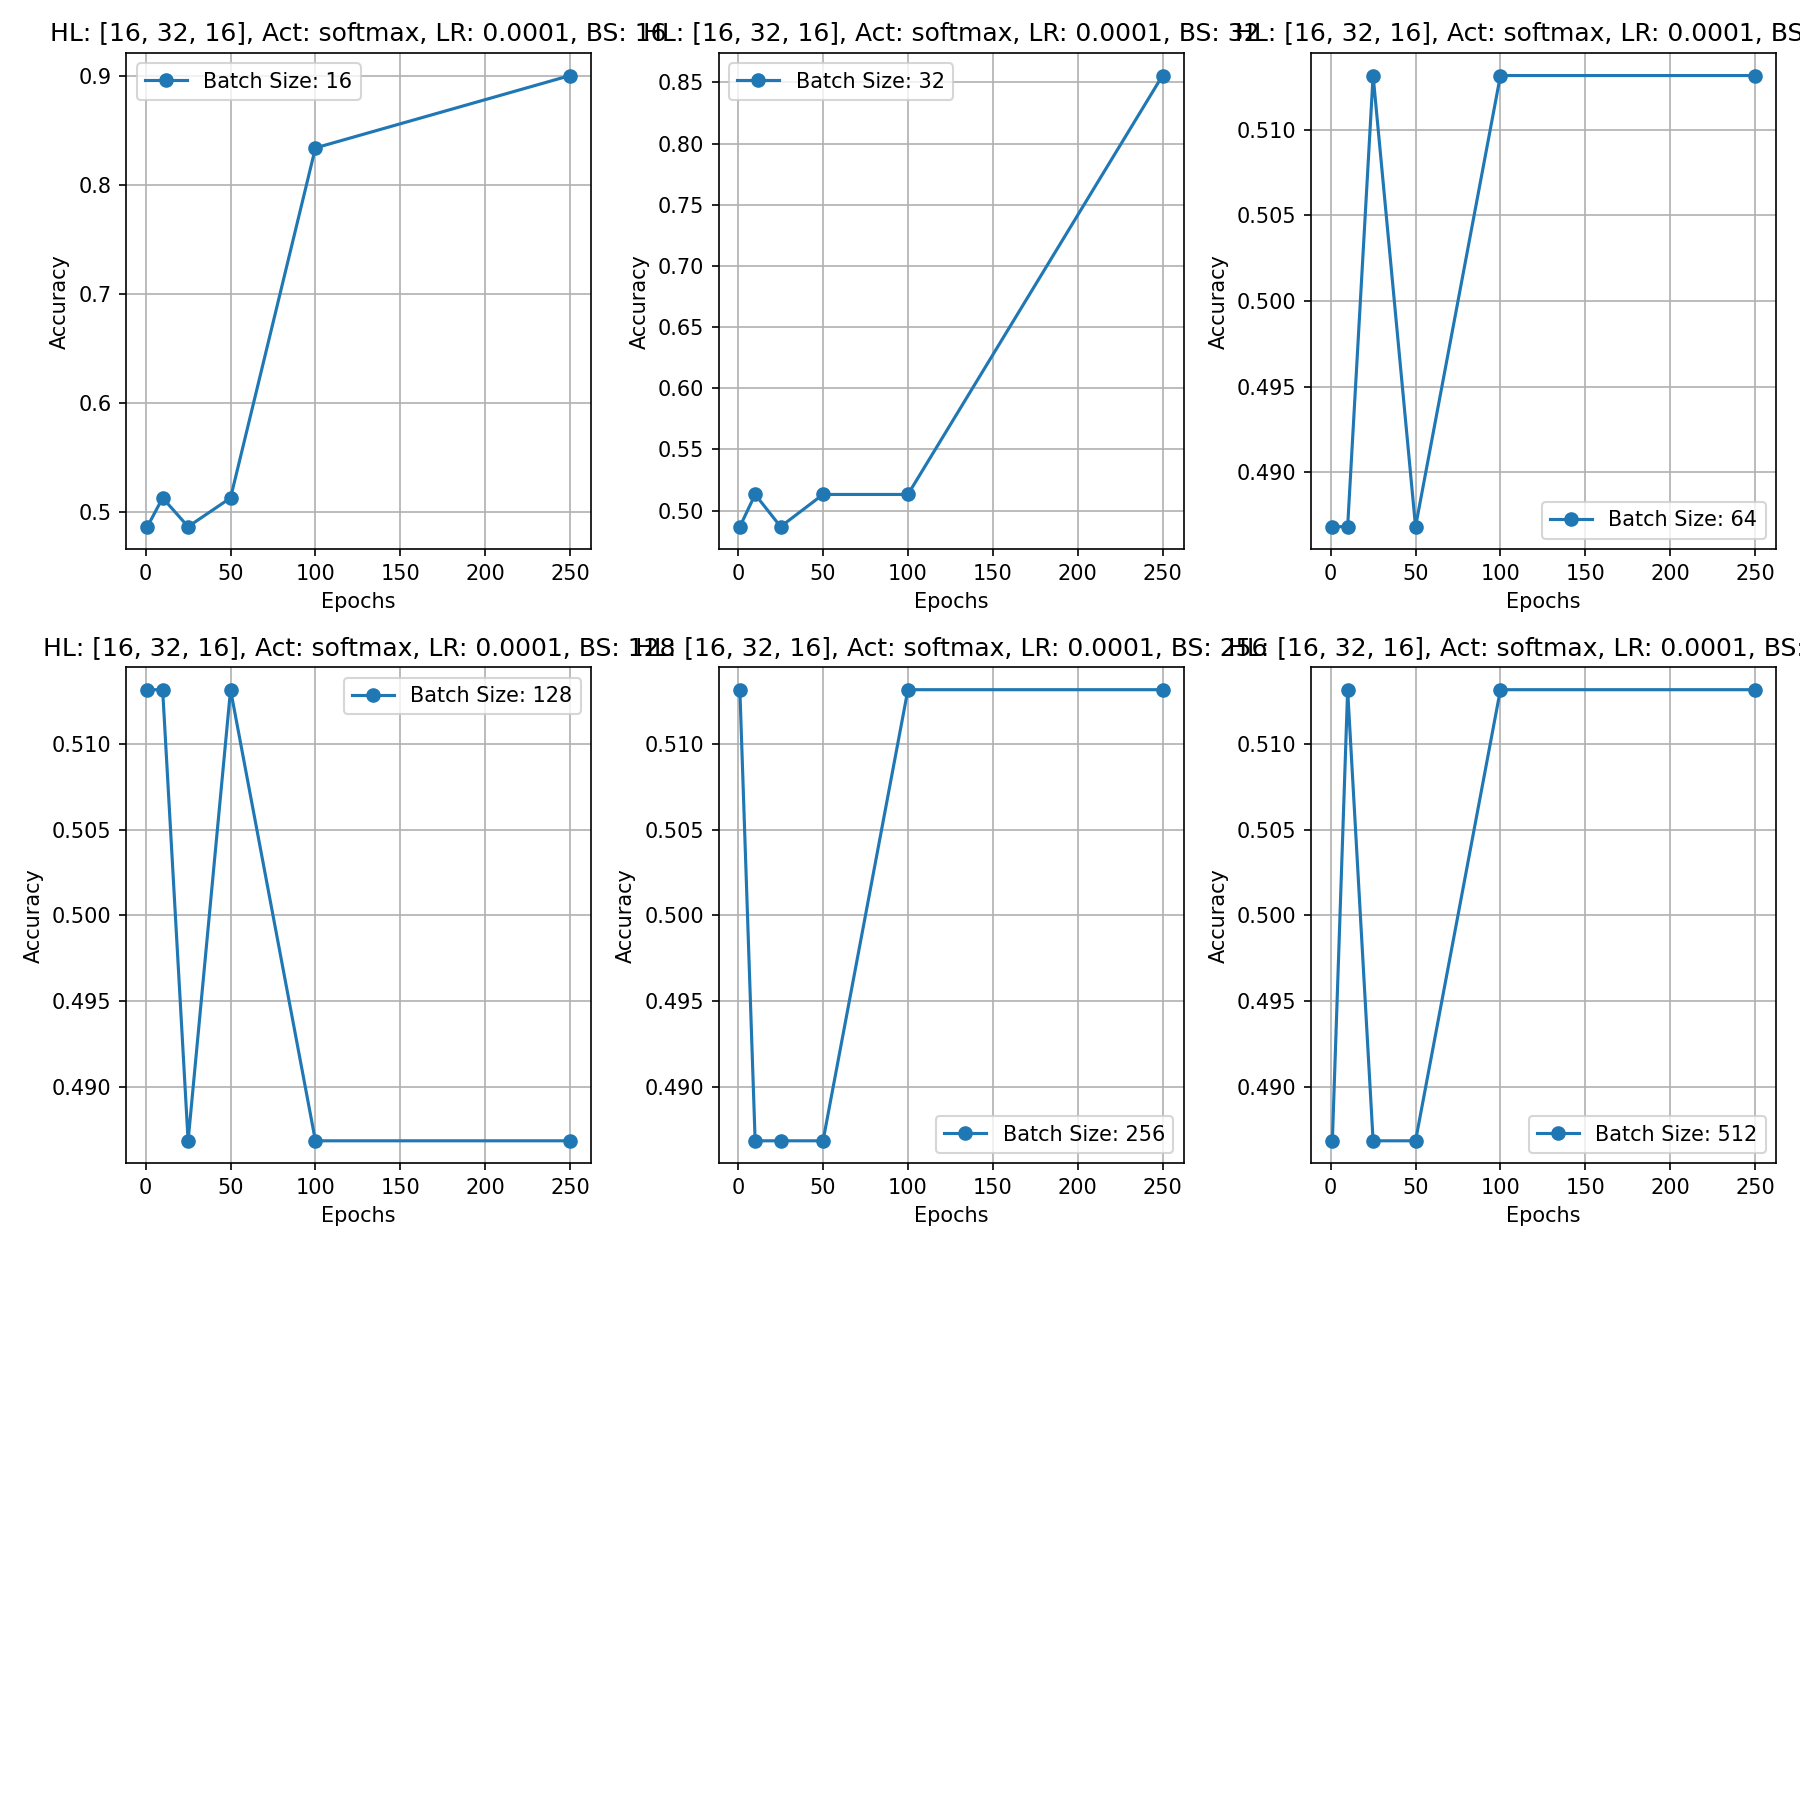 HL: [16, 32, 16], Act: softmax, LR: 0.0001, BS: 16
Batch Size: 16
0.9
0.8
0.7
0.6
0.5
Accuracy
0 50 100 150 200 250
Epochs
HL: [16, 32, 16], Act: softmax, LR: 0.0001, BS: 32
Batch Size: 32
0.85
0.80
0.75
0.70
0.65
0.60
0.55
0.50
Accuracy
0 50 100 150 200 250
Epochs
HL: [16, 32, 16], Act: softmax, LR: 0.0001, BS
0.510
0.505
0.500
0.495
0.490
Accuracy
Batch Size: 64
0 50 100 150 200 250
Epochs
HL: [16, 32, 16], Act: softmax, LR: 0.0001, BS: 128
Batch Size: 128
0.510
0.505
0.500
0.495
0.490
Accuracy
0 50 100 150 200 250
Epochs
HL: [16, 32, 16], Act: softmax, LR: 0.0001, BS: 256
0.510
0.505
0.500
0.495
0.490
Accuracy
Batch Size: 256
0 50 100 150 200 250
Epochs
HL: [16, 32, 16], Act: softmax, LR: 0.0001, BS:
0.510
0.505
0.500
0.495
0.490
Accuracy
Batch Size: 512
0 50 100 150 200 250
Epochs